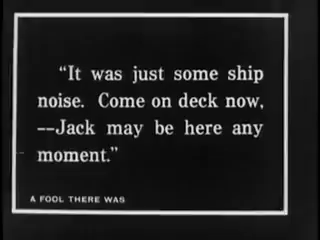 “It was just some ship
noise. Come on deck now,
--Jack may be here any
moment.”
A FOOL THERE WAS